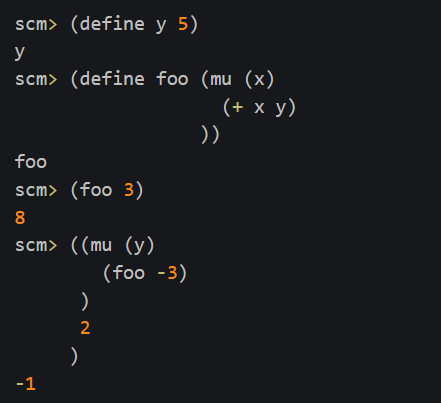 scm> (define y 5)
y
scm> (define foo (mu (x)
(+ x y)
))
foo
scm> (foo 3)
8
scm> ((mu (y)
(foo -3)
)
2
)
-1